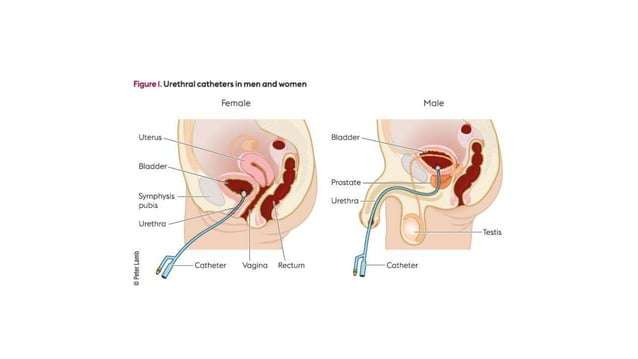 Figure 1. Urethral catheters in men and women
Female
Uterus
Bladder
Symphysis
pubis
Urethra
Catheter
Vagina
Rectum
Male
Bladder
Prostate
Urethra
Testis
Catheter
© Peter Lamb